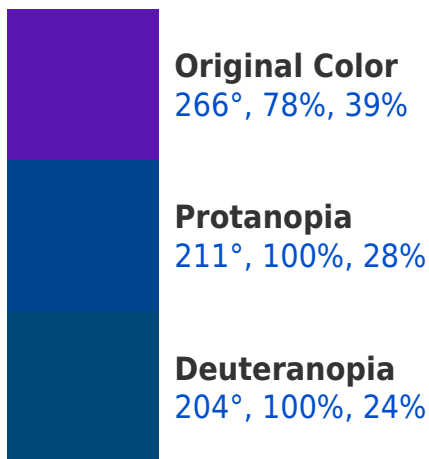 Original Color
266°, 78%, 39%
Protanopia
211°, 100%, 28%
Deuteranopia
204°, 100%, 24%